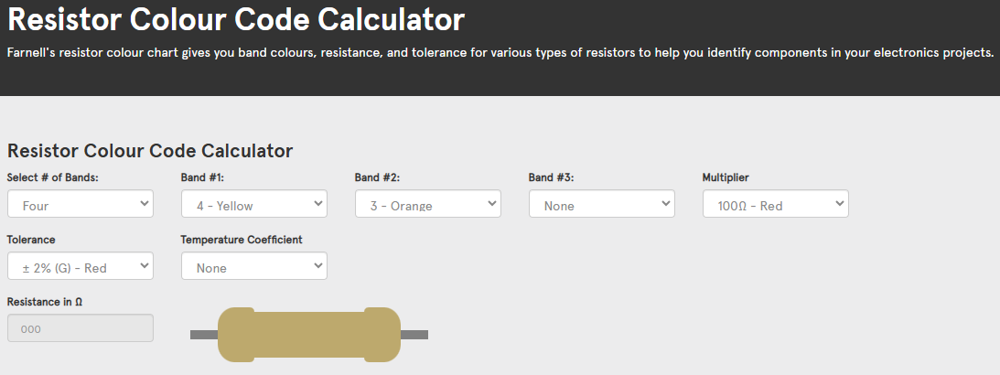 Resistor Colour Code Calculator
Farnell's resistor colour chart gives you band colours, resistance, and tolerance for various types of resistors to help you identify components in your electronics projects.
Resistor Colour Code Calculator
Select # of Bands: Band #1: Band #2: Band #3: Multiplier
Four 4 - Yellow 3 - Orange None 100Ω - Red
Tolerance Temperature Coefficient
± 2% (G) - Red None
Resistance in Ω
000